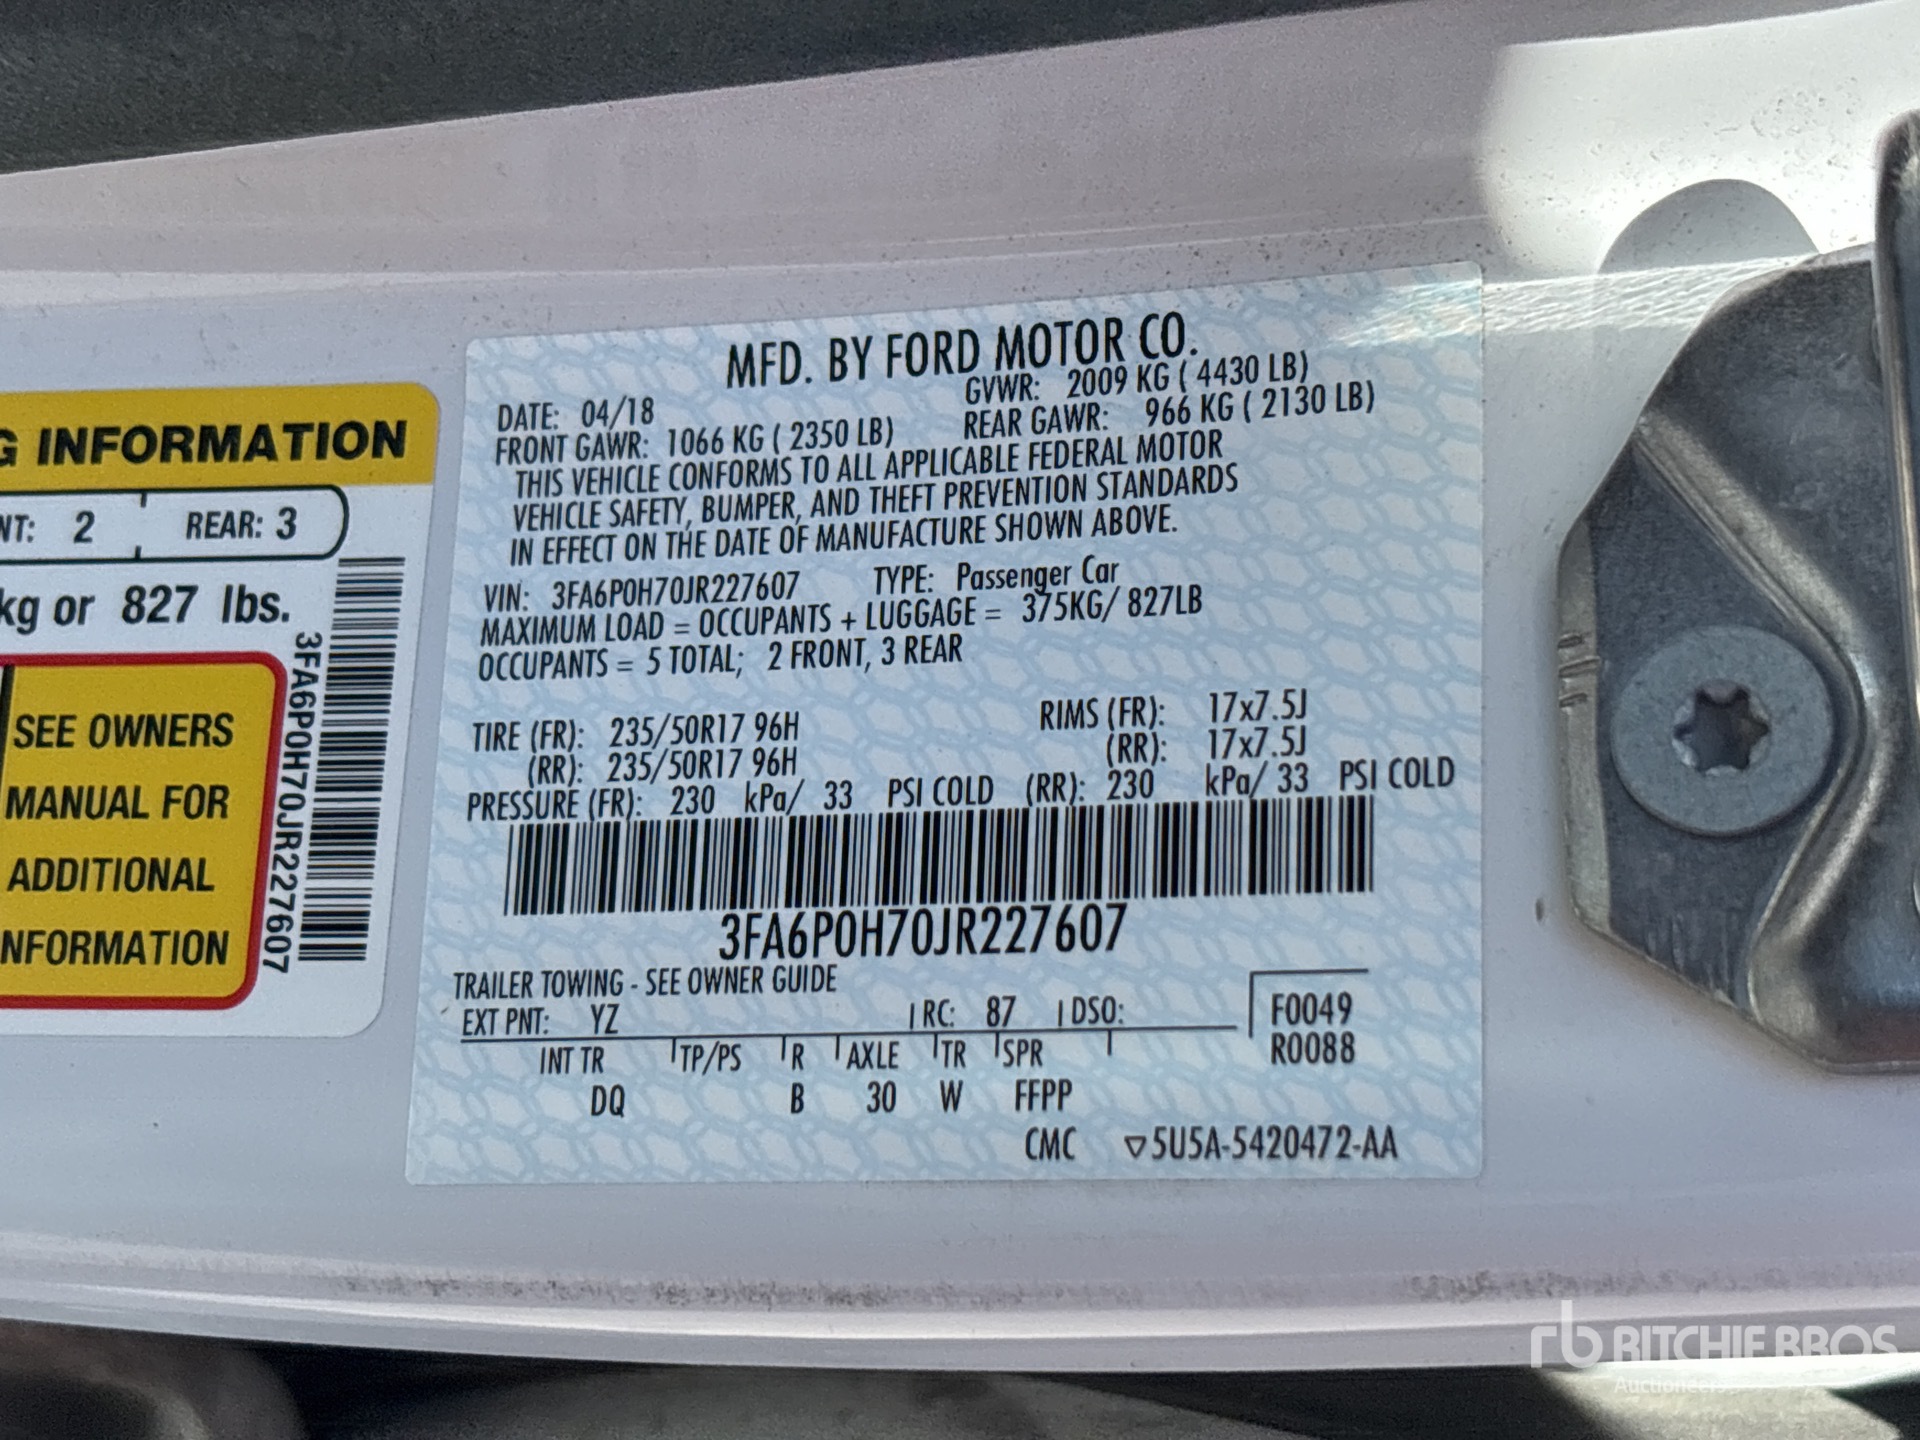 G INFORMATION
NT: 2 REAR: 3
kg or 827 lbs.
SEE OWNERS
MANUAL FOR
ADDITIONAL
NFORMATION
3FA6P0H70JR227607
MFD. BY FORD MOTOR CO.
DATE: 04/18 GVWR: 2009 KG ( 4430 LB)
FRONT GAWR: 1066 KG ( 2350 LB) REAR GAWR: 966 KG ( 2130 LB)
THIS VEHICLE CONFORMS TO ALL APPLICABLE FEDERAL MOTOR
VEHICLE SAFETY, BUMPER, AND THEFT PREVENTION STANDARDS
IN EFFECT ON THE DATE OF MANUFACTURE SHOWN ABOVE.
VIN: 3FA6P0H70JR227607 TYPE: Passenger Car
MAXIMUM LOAD = OCCUPANTS + LUGGAGE = 375KG/ 827LB
OCCUPANTS = 5 TOTAL; 2 FRONT, 3 REAR
TIRE (FR): 235/50R17 96H RIMS (FR): 17x7.5J
(RR): 235/50R17 96H (RR): 17x7.5J
PRESSURE (FR): 230 kPa/ 33 PSI COLD (RR): 230 kPa/ 33 PSI COLD
3FA6P0H70JR227607
TRAILER TOWING - SEE OWNER GUIDE
EXT PNT: YZ RC: 87 DSO: F0049
INT TR TP/PS R AXLE TR SPR R0088
DQ B 30 W FFPP
CMC ▽5U5A-5420472-AA
rb RITCHIE BROS
Auctioneers